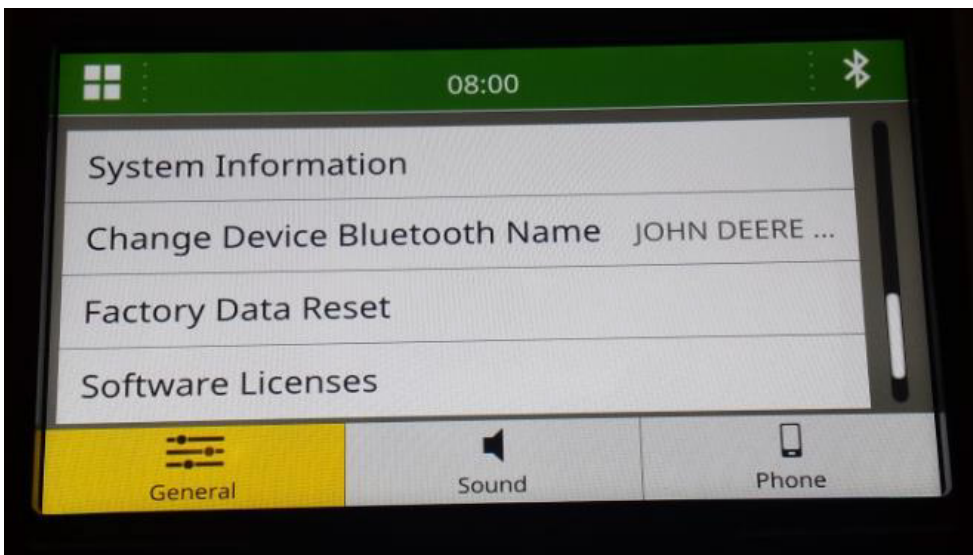 08:00
System Information
Change Device Bluetooth Name JOHN DEERE ...
Factory Data Reset
Software Licenses
General Sound Phone